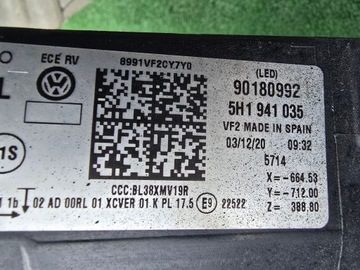 ECE RV
8991VF2CY7Y0
(LED)
90180992
L
5H1 941 035
VF2 MADE IN SPAIN
03/12/20 09:32
5714
1S
X=-664.53
CCC:BL38XMV19R
Y=-712.00
1b 02 AD 00RL 01 XCVER 01 K PL 17.5 E9 22522
Z= 388.80